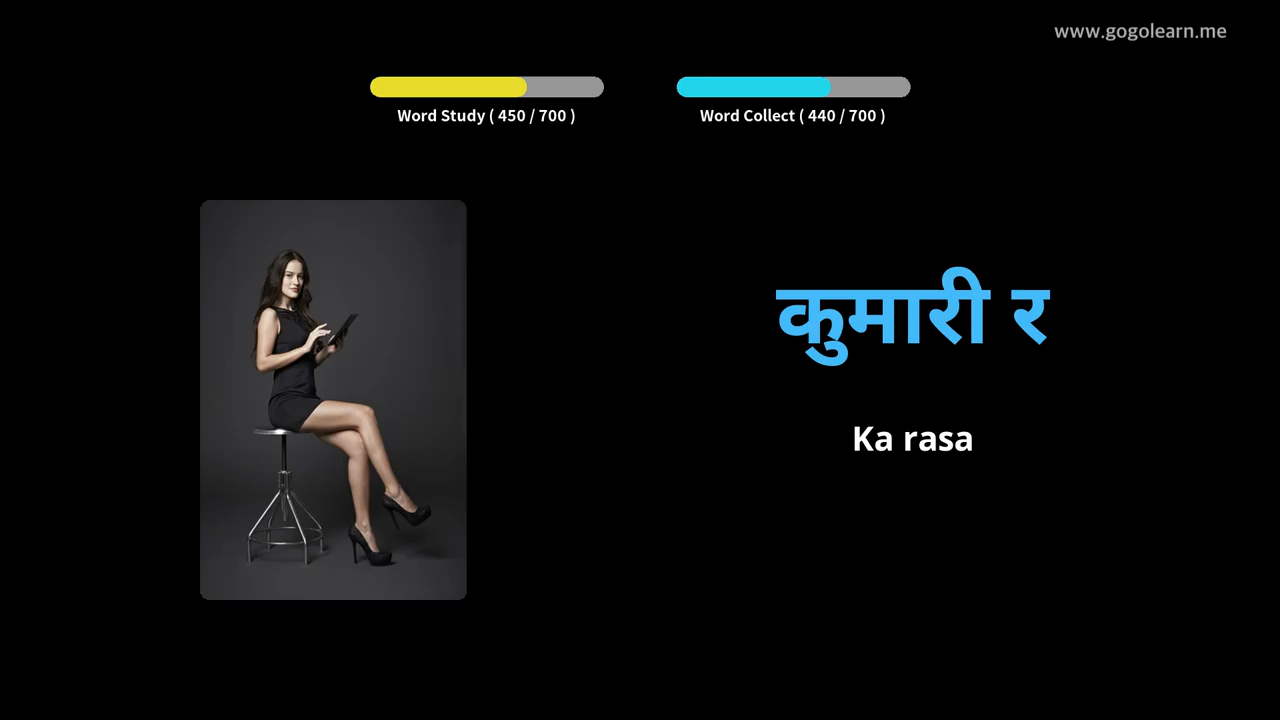 www.gogolearn.me
Word Study ( 450 / 700 )
Word Collect ( 440 / 700 )
कुमारी र
Ka rasa